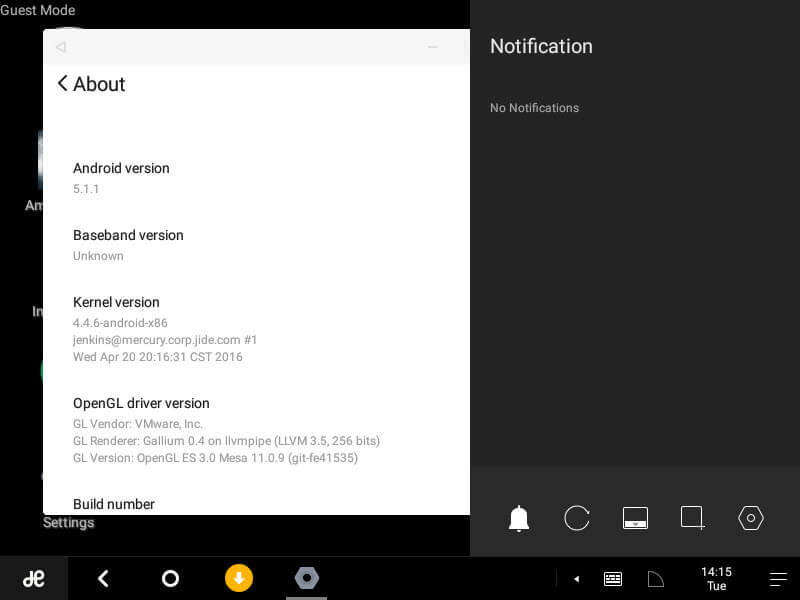 Guest Mode
About
Android version
5.1.1
Baseband version
Unknown
Kernel version
4.4.6-android-x86
jenkins@mercury.corp.jide.com #1
Wed Apr 20 20:16:31 CST 2016
OpenGL driver version
GL Vendor: VMware, Inc.
GL Renderer: Gallium 0.4 on llvmpipe (LLVM 3.5, 256 bits)
GL Version: OpenGL ES 3.0 Mesa 11.0.9 (git-fe41535)
Build number
Am
In
Settings
Notification
No Notifications
14:15
Tue